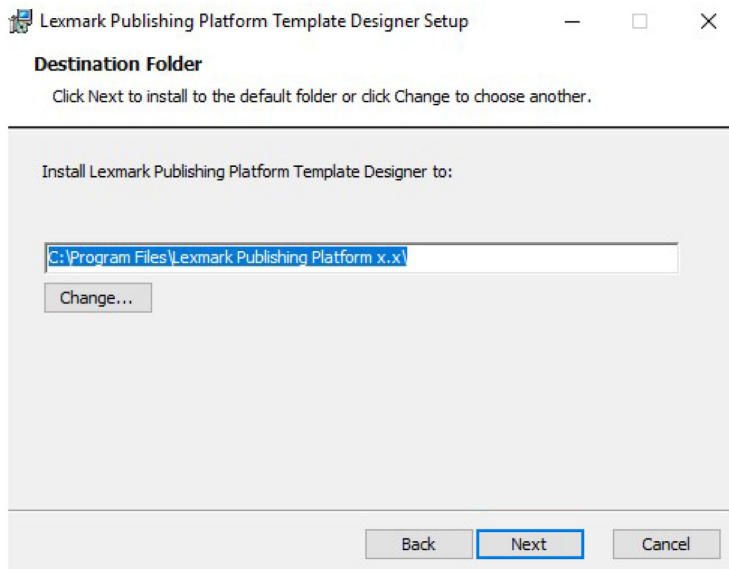 Lexmark Publishing Platform Template Designer Setup
Destination Folder
Click Next to install to the default folder or click Change to choose another.
Install Lexmark Publishing Platform Template Designer to:
C:\Program Files\Lexmark Publishing Platform x.x\
Change...
Back Next Cancel